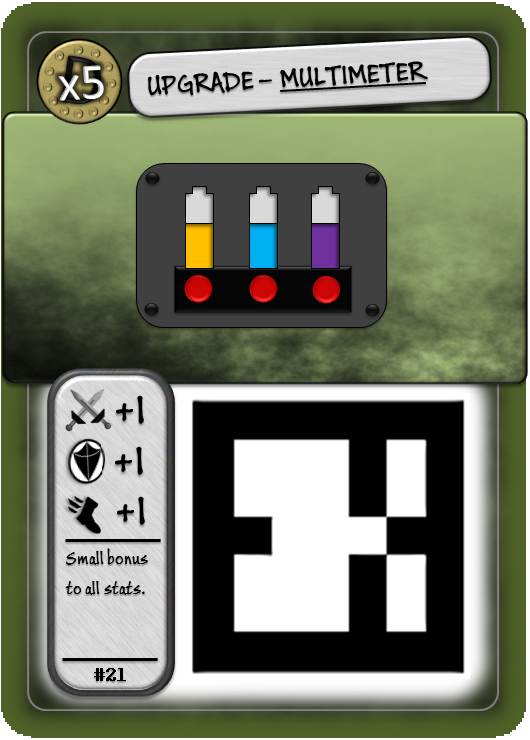 x5
UPGRADE – MULTIMETER
+1
+1
+1
Small bonus
to all stats.
#21